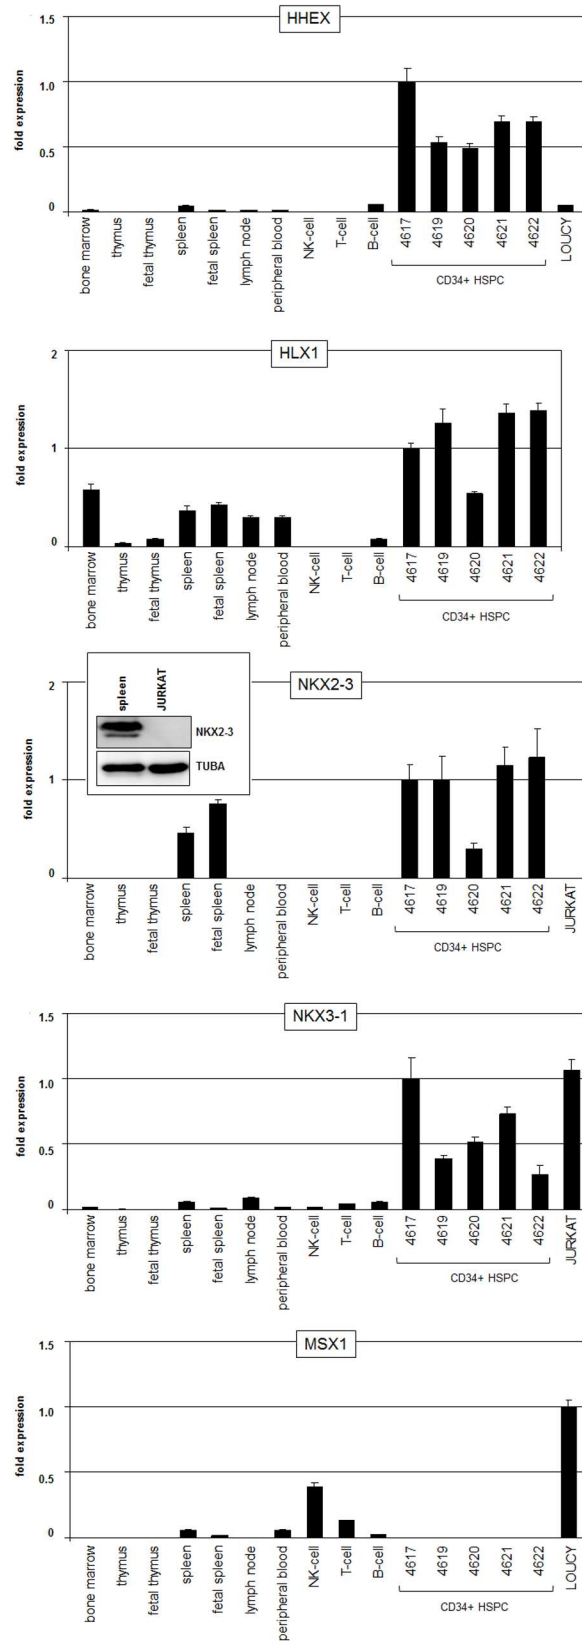 HHEX
fold expression
1.5
1.0
0.5
0
bone marrow
thymus
fetal thymus
spleen
fetal spleen
lymph node
peripheral blood
NK-cell
T-cell
B-cell
4617
4619
4620
4621
4622
LOUCY
CD34+ HSPC
HLX1
fold expression
2
1
0
bone marrow
thymus
fetal thymus
spleen
fetal spleen
lymph node
peripheral blood
NK-cell
T-cell
B-cell
4617
4619
4620
4621
4622
CD34+ HSPC
NKX2-3
spleen
JURKAT
NKX2-3
TUBA
fold expression
2
1
0
bone marrow
thymus
fetal thymus
spleen
fetal spleen
lymph node
peripheral blood
NK-cell
T-cell
B-cell
4617
4619
4620
4621
4622
JURKAT
CD34+ HSPC
NKX3-1
fold expression
1.5
1.0
0.5
0
bone marrow
thymus
fetal thymus
spleen
fetal spleen
lymph node
peripheral blood
NK-cell
T-cell
B-cell
4617
4619
4620
4621
4622
JURKAT
CD34+ HSPC
MSX1
fold expression
1.5
1.0
0.5
0
bone marrow
thymus
fetal thymus
spleen
fetal spleen
lymph node
peripheral blood
NK-cell
T-cell
B-cell
4617
4619
4620
4621
4622
LOUCY
CD34+ HSPC